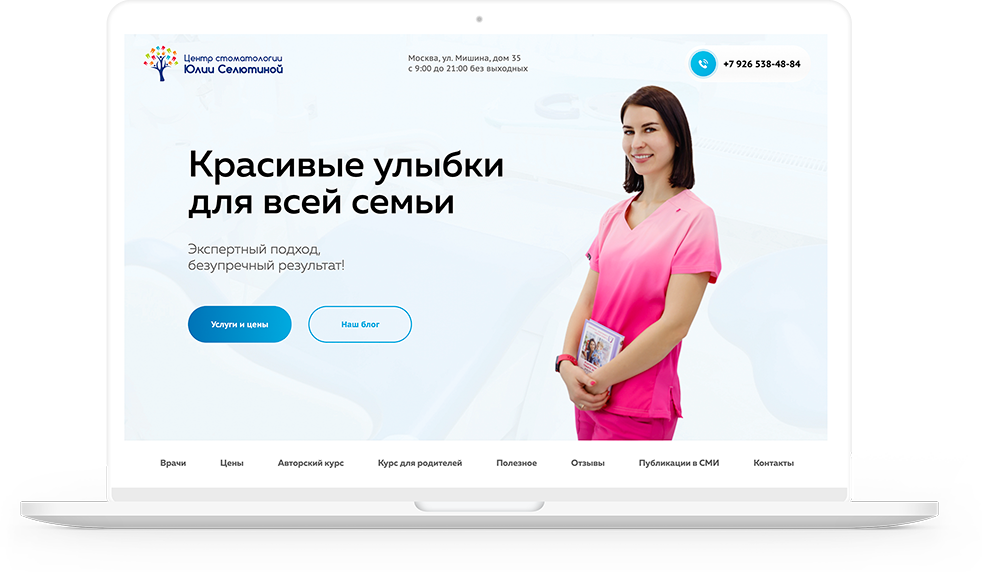 Центр стоматологии
Юлии Селютиной
Москва, ул. Мишина, дом 35
с 9:00 до 21:00 без выходных
+7 926 538-48-84
Красивые улыбки
для всей семьи
Экспертный подход,
безупречный результат!
Услуги и цены
Наш блог
Врачи
Цены
Авторский курс
Курс для родителей
Полезное
Отзывы
Публикации в СМИ
Контакты